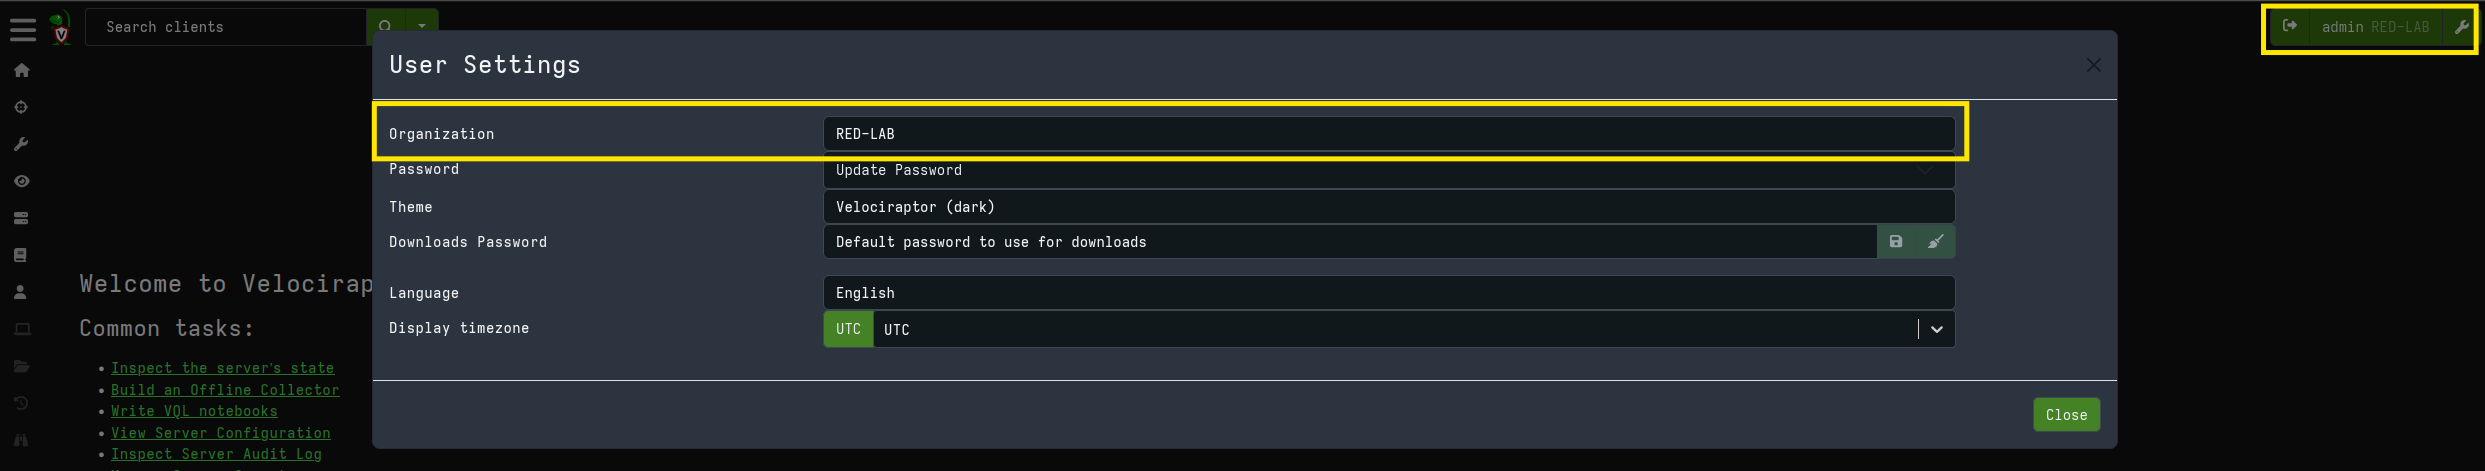 Search clients
admin RED-LAB
User Settings
Organization RED-LAB
Password Update Password
Theme Velociraptor (dark)
Downloads Password Default password to use for downloads
Language English
Display timezone UTC UTC
Close
Welcome to Velocirap
Common tasks:
• Inspect the server's state
• Build an Offline Collector
• Write VQL notebooks
• View Server Configuration
• Inspect Server Audit Log